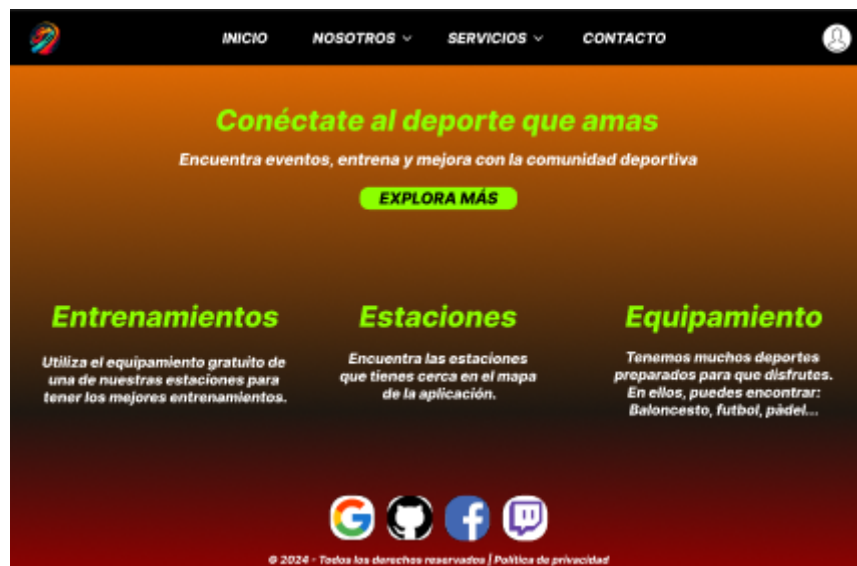 INICIO NOSOTROS SERVICIOS CONTACTO
Conéctate al deporte que amas
Encuentra eventos, entrena y mejora con la comunidad deportiva
EXPLORA MÁS
Entrenamientos
Utiliza el equipamiento gratuito de
una de nuestras estaciones para
tener los mejores entrenamientos.
Estaciones
Encuentra las estaciones
que tienes cerca en el mapa
de la aplicación.
Equipamiento
Tenemos muchos deportes
preparados para que disfrutes.
En ellos, puedes encontrar:
Baloncesto, futbol, pàdel...
© 2024 - Todos los derechos reservados | Política de privacidad